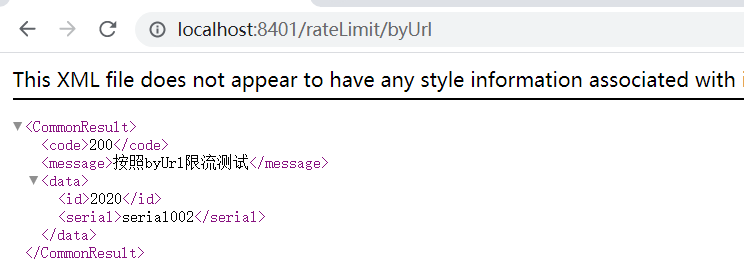 localhost:8401/rateLimit/byUrl
This XML file does not appear to have any style information associated with i
<CommonResult>
<code>200</code>
<message>按照byUrl限流测试</message>
<data>
<id>2020</id>
<serial>serial002</serial>
</data>
</CommonResult>